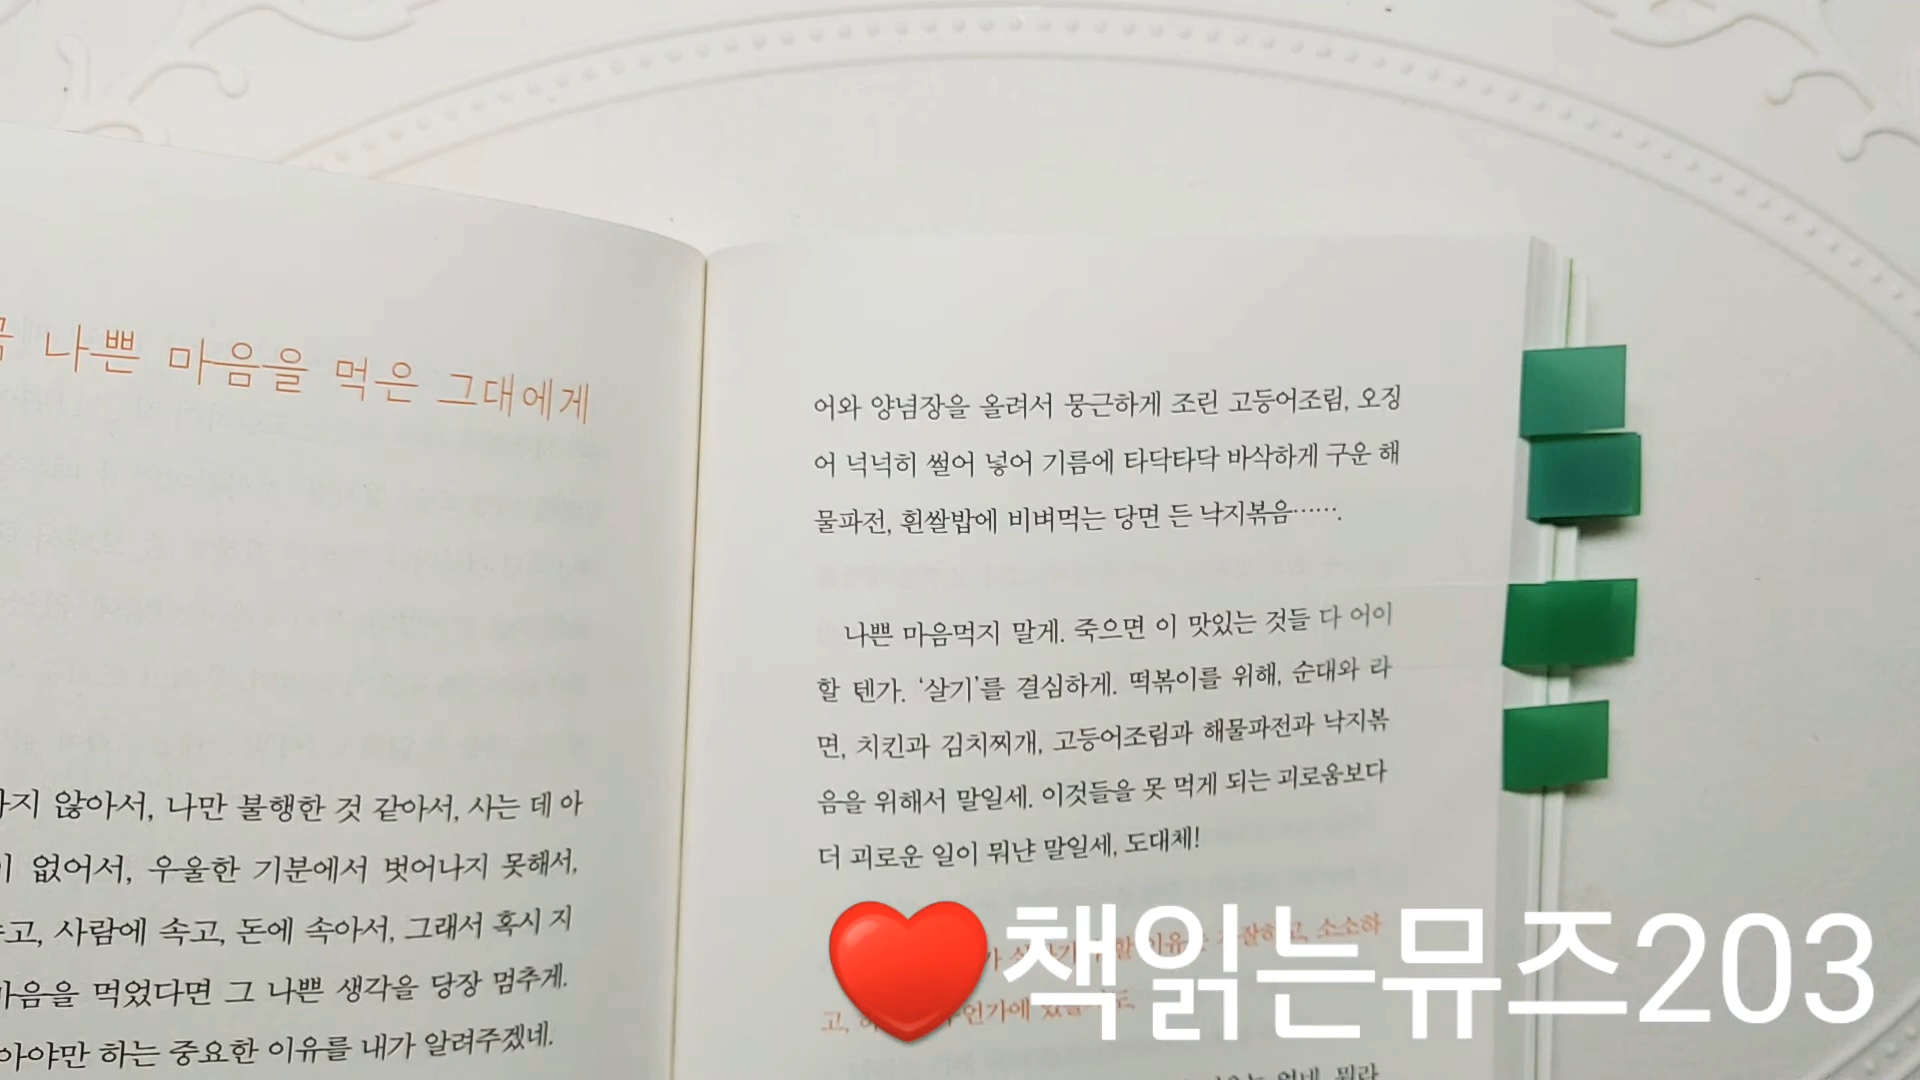 나쁜 마음을 먹은 그대에게
않아서, 나만 불행한 것 같아서, 사는 데 아
없어서, 우울한 기분에서 벗어나지 못해서,
사람에 속고, 돈에 속아서, 그래서 혹시 지
마음을 먹었다면 그 나쁜 생각을 당장 멈추게.
하는 중요한 이유를 내가 알려주겠네.
어와 양념장을 올려서 뭉근하게 조린 고등어조림, 오징
어 넉넉히 썰어 넣어 기름에 타닥타닥 바삭하게 구운 해
물파전, 흰쌀밥에 비벼먹는 당면 든 낙지볶음…….
나쁜 마음먹지 말게. 죽으면 이 맛있는 것들 다 어이
할 텐가. ‘살기’를 결심하게. 떡볶이를 위해, 순대와 라
면, 치킨과 김치찌개, 고등어조림과 해물파전과 낙지볶
음을 위해서 말일세. 이것들을 못 먹게 되는 괴로움보다
더 괴로운 일이 뭐냔 말일세, 도대체!
소소하
고,
❤️책읽는뮤즈203